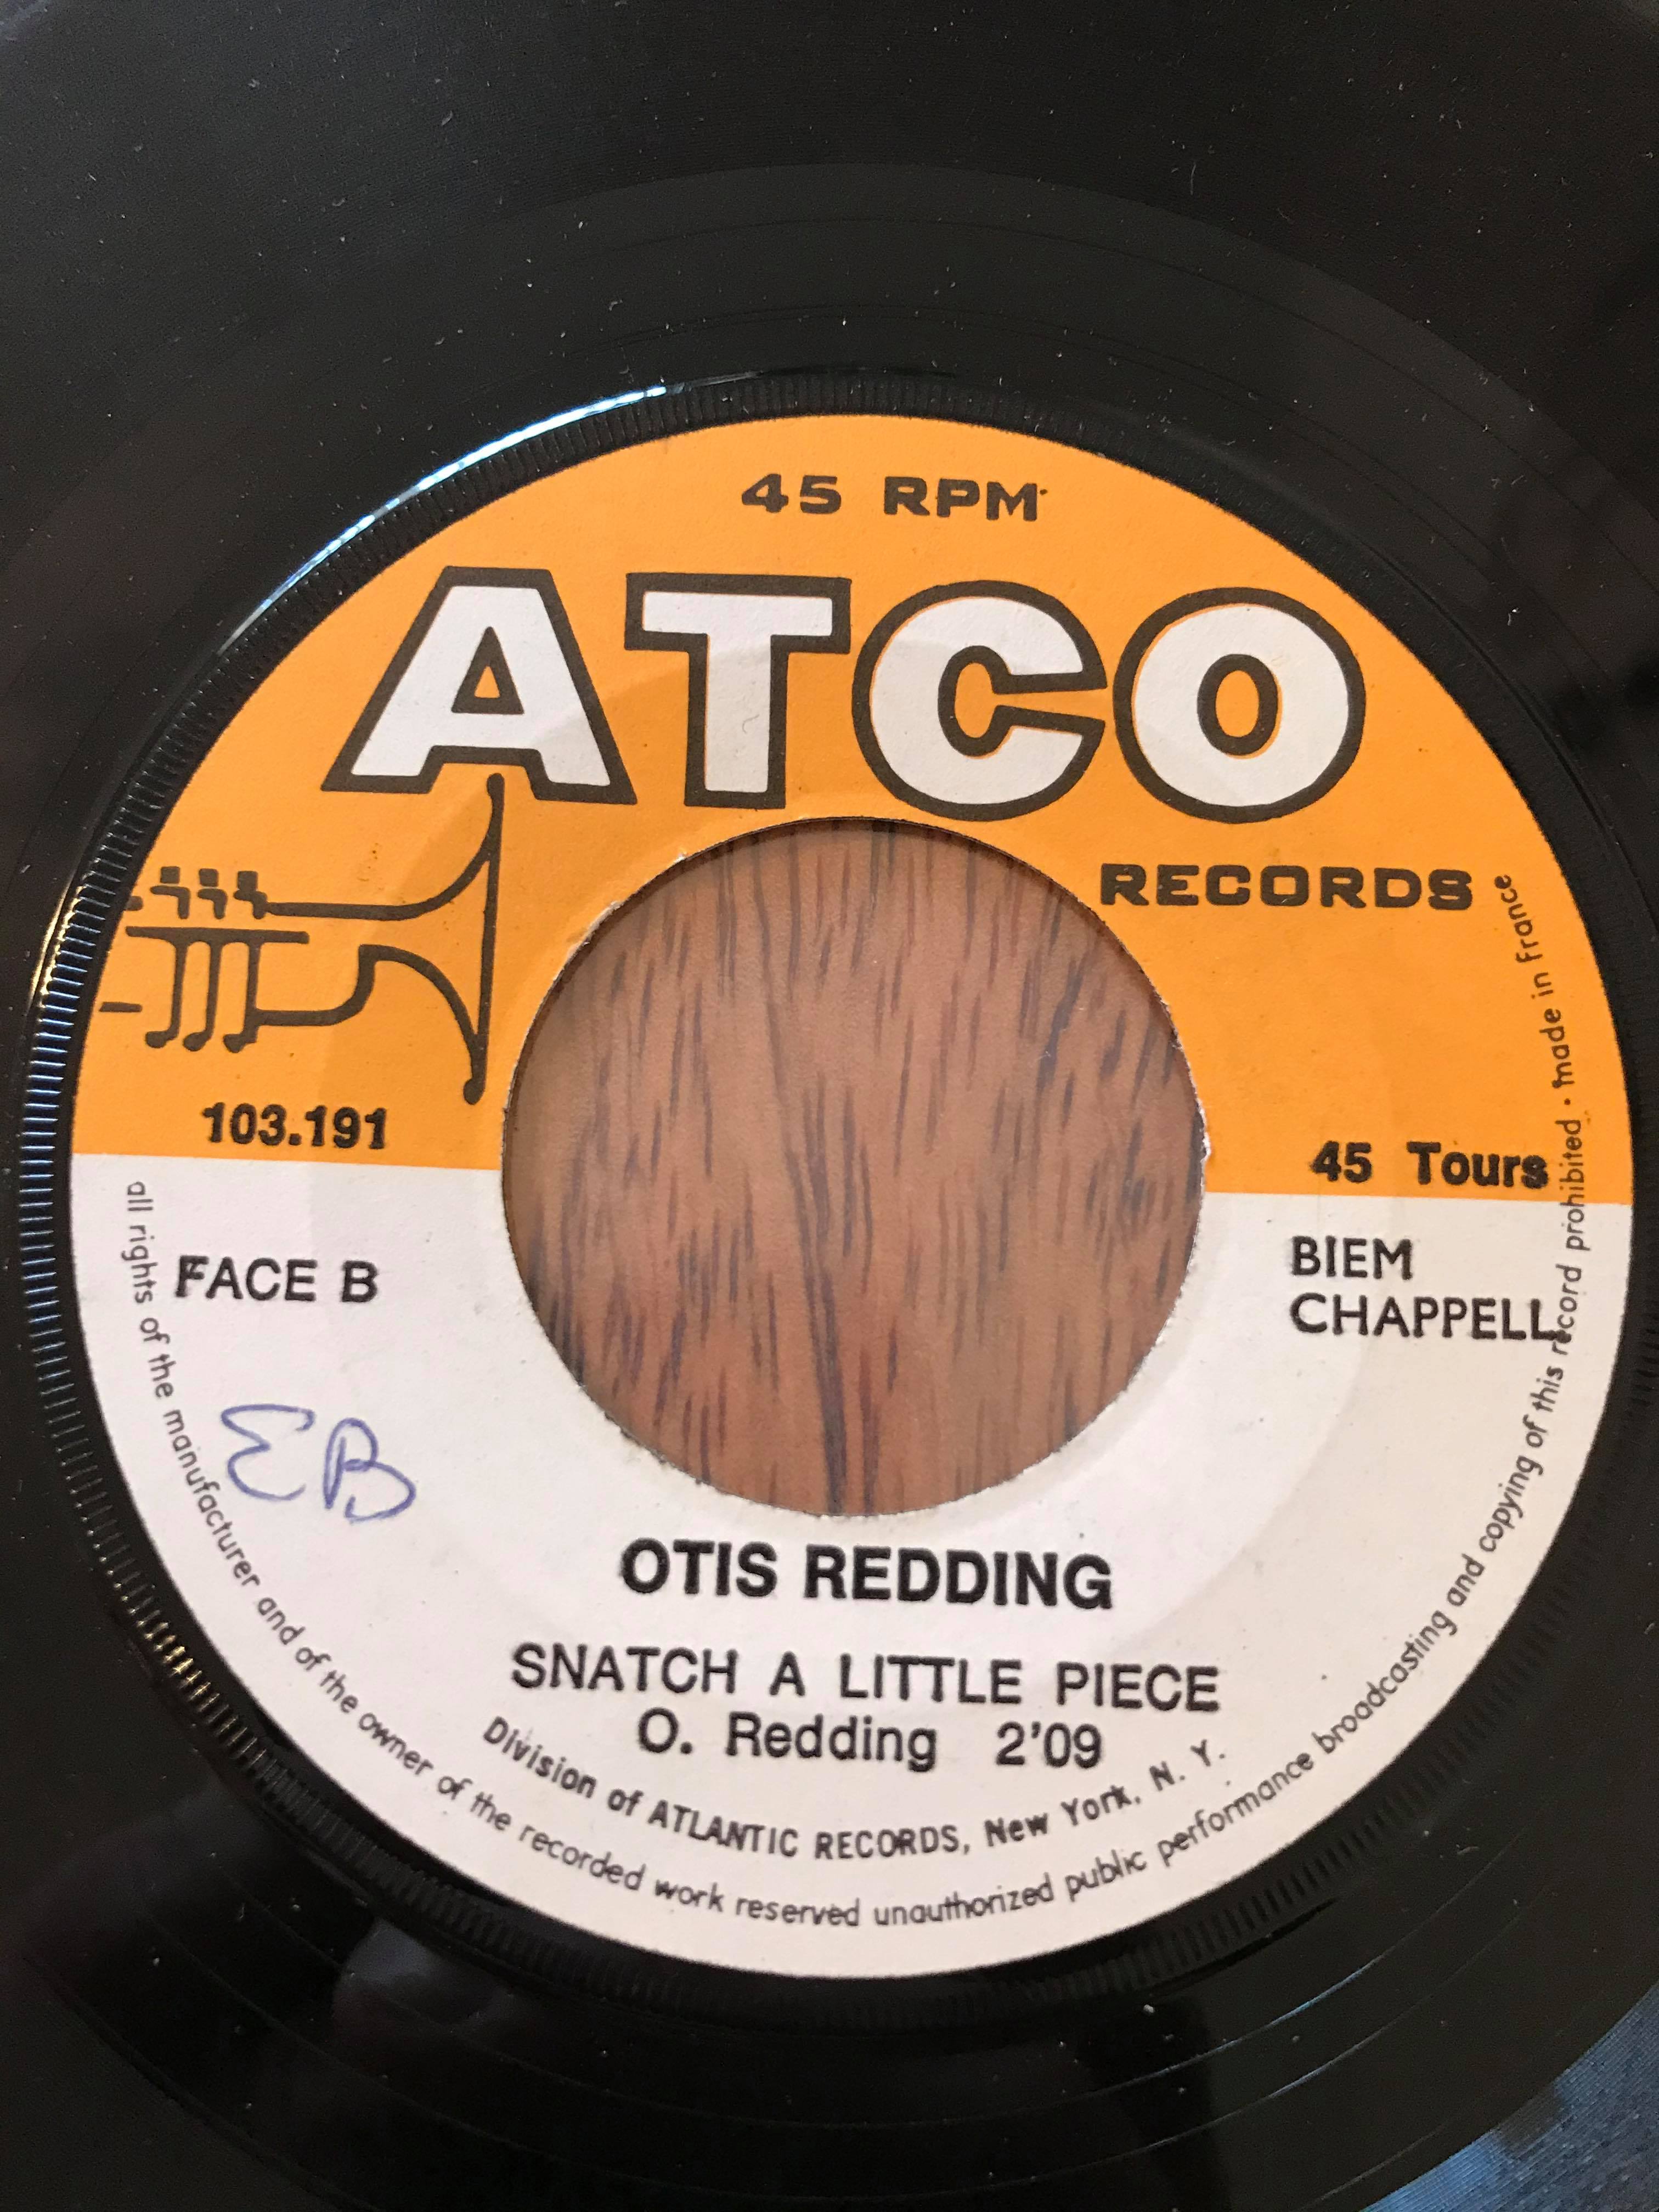 45 RPM
ATCO
RECORDS
103.191
45 Tours
FACE B
BIEM
CHAPPELL
EB
OTIS REDDING
SNATCH A LITTLE PIECE
O. Redding 2'09
Division of ATLANTIC RECORDS, New York, N. Y.
all rights of the manufacturer and of the owner of the recorded work reserved unauthorized public performance broadcasting and copying of this record prohibited • made in france